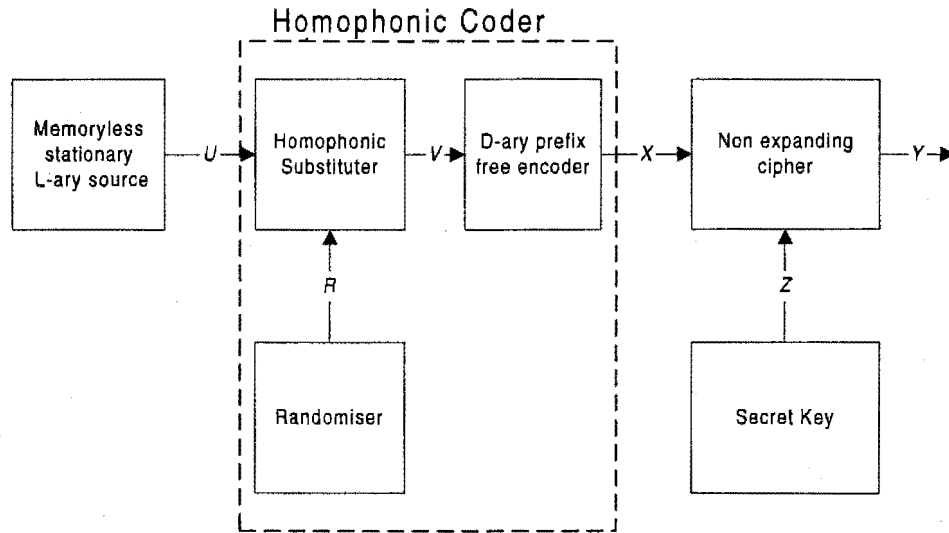 Homophonic Coder
Memoryless
stationary
L-ary source
U
Homophonic
Substituter
V
D-ary prefix
free encoder
X
Non expanding
cipher
Y
R
Z
Randomiser
Secret Key